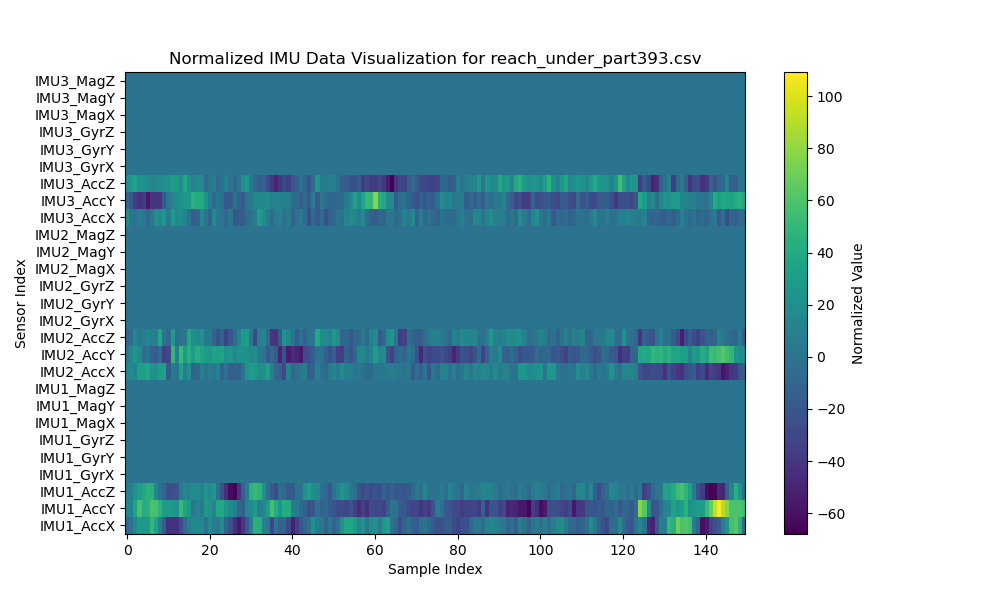 Normalized IMU Data Visualization for reach_under_part393.csv
IMU3_MagZ
IMU3_MagY
IMU3_MagX
IMU3_GyrZ
IMU3_GyrY
IMU3_GyrX
IMU3_AccZ
IMU3_AccY
IMU3_AccX
IMU2_MagZ
IMU2_MagY
IMU2_MagX
IMU2_GyrZ
IMU2_GyrY
IMU2_GyrX
IMU2_AccZ
IMU2_AccY
IMU2_AccX
IMU1_MagZ
IMU1_MagY
IMU1_MagX
IMU1_GyrZ
IMU1_GyrY
IMU1_GyrX
IMU1_AccZ
IMU1_AccY
IMU1_AccX
Sensor Index
0 20 40 60 80 100 120 140
Sample Index
100
80
60
40
20
0
−20
−40
−60
Normalized Value